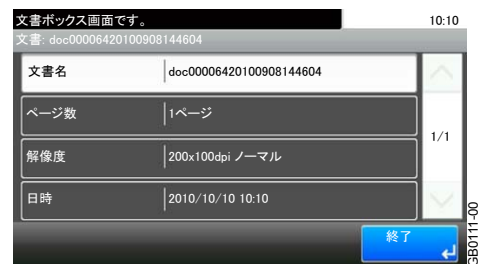 文書ボックス画面です。 10:10
文書: doc00006420100908144604
文書名 doc00006420100908144604
ページ数 1ページ
1/1
解像度 200x100dpi ノーマル
日時 2010/10/10 10:10
終了
GB0111-00